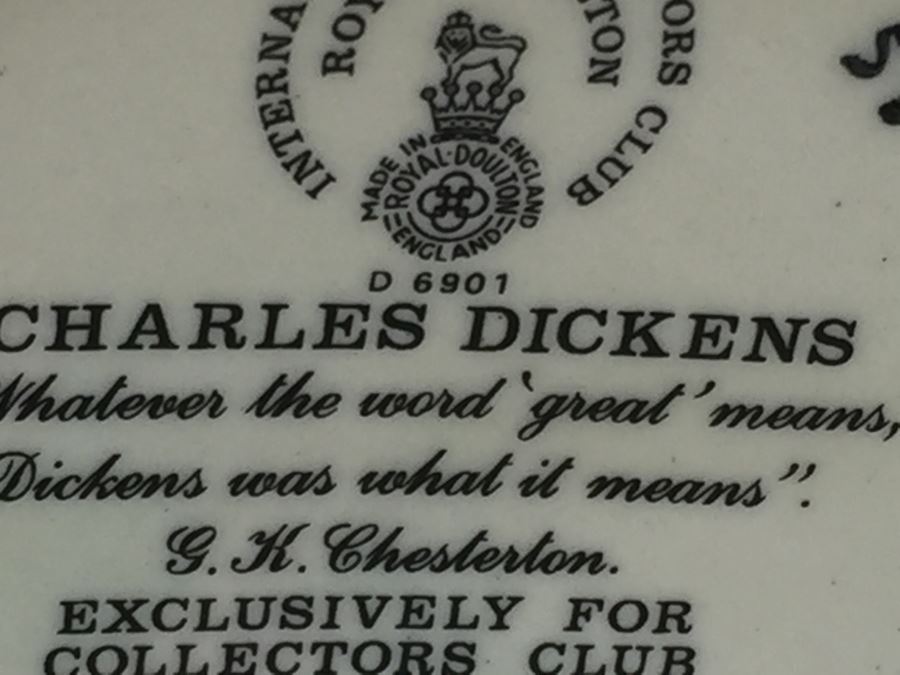 INTERNA
ORS CLUB
ROY
TON
MADE IN ENGLAND
ROYAL·DOULTON
ENGLAND
D 6901
CHARLES DICKENS
Whatever the word 'great' means,
Dickens was what it means”.
G. K. Chesterton.
EXCLUSIVELY FOR
COLLECTORS CLUB